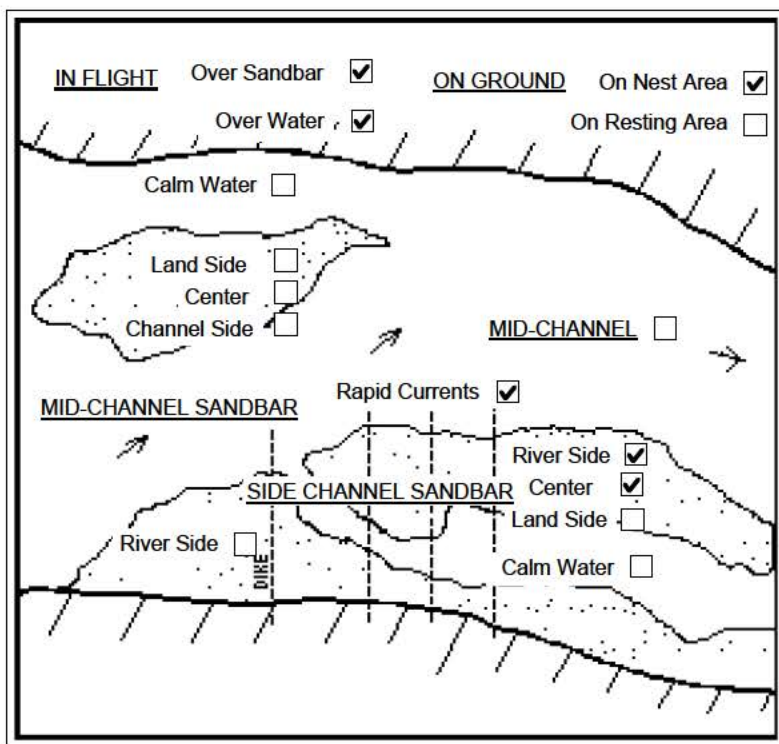 IN FLIGHT Over Sandbar ON GROUND On Nest Area
Over Water On Resting Area
Calm Water
Land Side
Center
Channel Side
MID-CHANNEL
Rapid Currents
MID-CHANNEL SANDBAR
River Side
SIDE CHANNEL SANDBAR Center
Land Side
River Side
DIKE
Calm Water